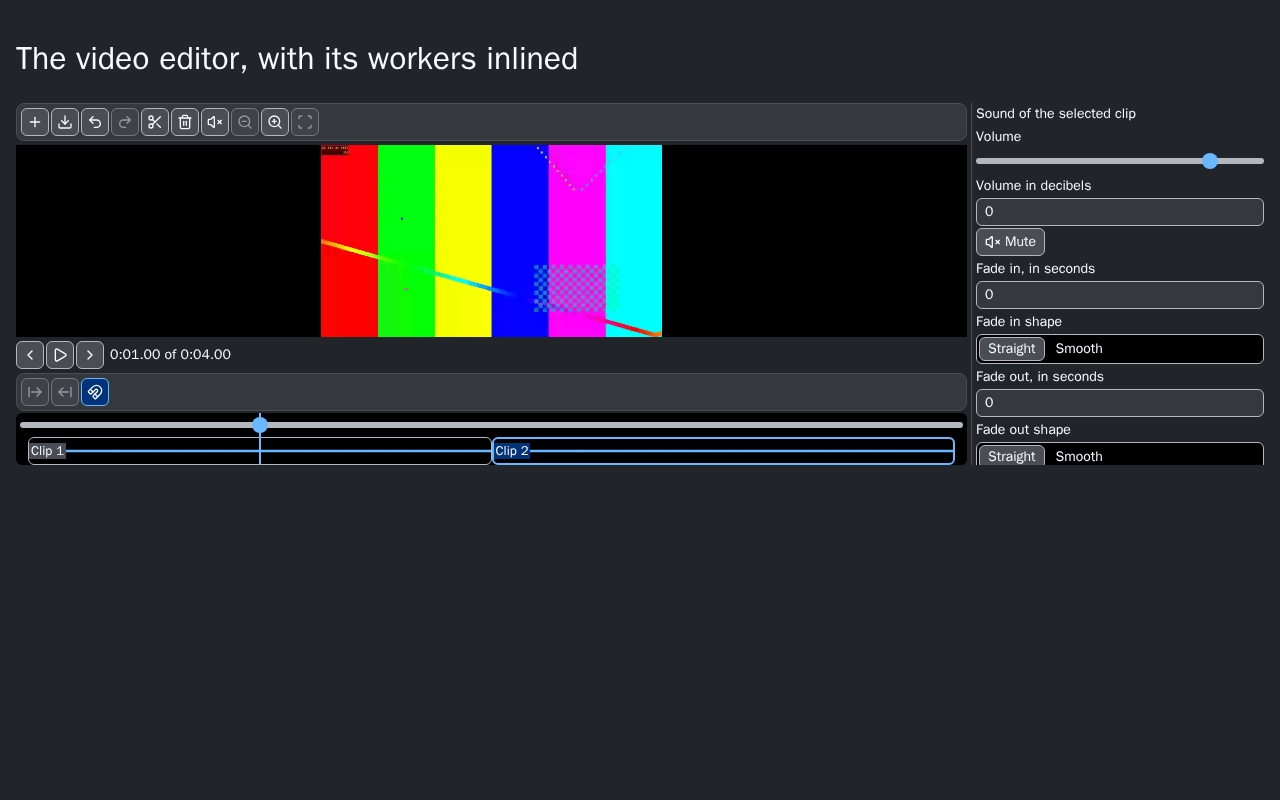 The video editor, with its workers inlined
Sound of the selected clip
Volume
Volume in decibels
0
Mute
Fade in, in seconds
0
Fade in shape
Straight Smooth
Fade out, in seconds
0
Fade out shape
Straight Smooth
0:01.00 of 0:04.00
Clip 1 Clip 2